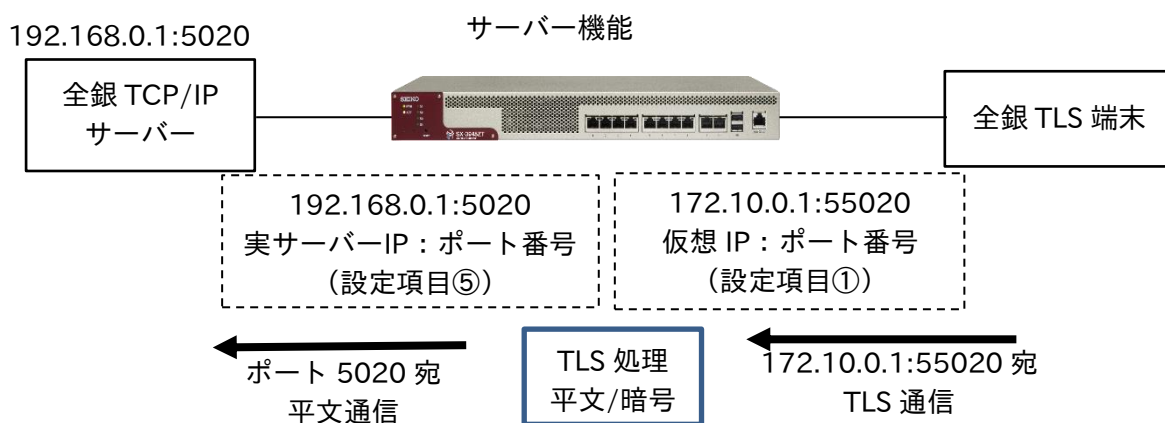 サーバー機能
192.168.0.1:5020
全銀 TCP/IP
サーバー
SEIKO
SX-3945ZT
全銀 TLS 端末
192.168.0.1:5020
実サーバーIP：ポート番号
（設定項目⑤）
172.10.0.1:55020
仮想 IP：ポート番号
（設定項目①）
ポート 5020 宛
平文通信
TLS 処理
平文/暗号
172.10.0.1:55020 宛
TLS 通信